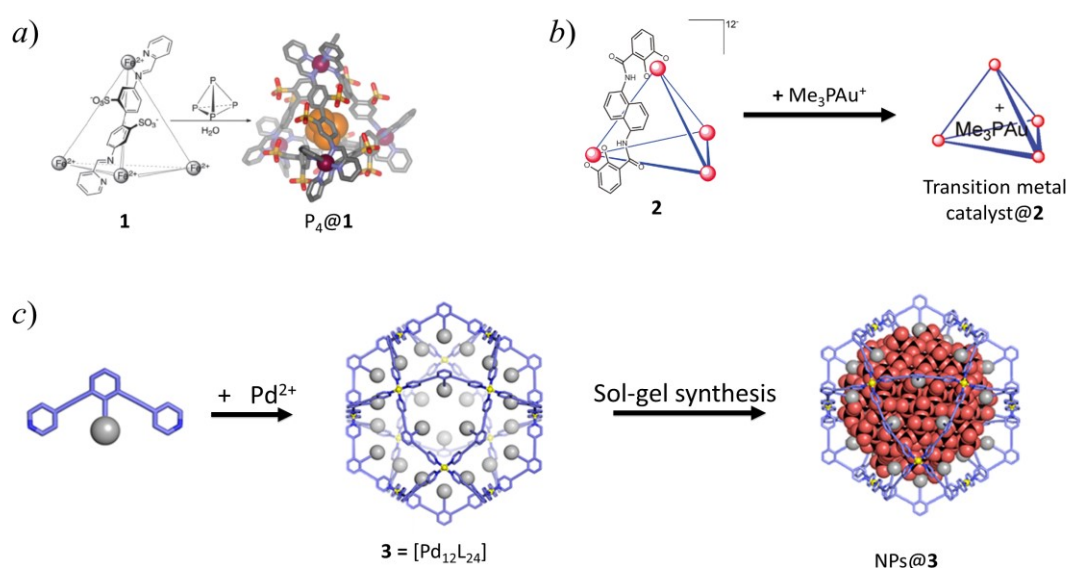 a)
Fe²⁺
N
N
⁻O₃S
SO₃⁻
N
N
Fe²⁺
Fe²⁺
Fe²⁺
1
P
P
P
P
H₂O
P₄@1
b)
12⁻
O
O
O
NH
HN
O
O
O
2
+ Me₃PAu⁺
+
Me₃PAu
Transition metal
catalyst@2
c)
N
N
+ Pd²⁺
3 = [Pd₁₂L₂₄]
Sol-gel synthesis
NPs@3